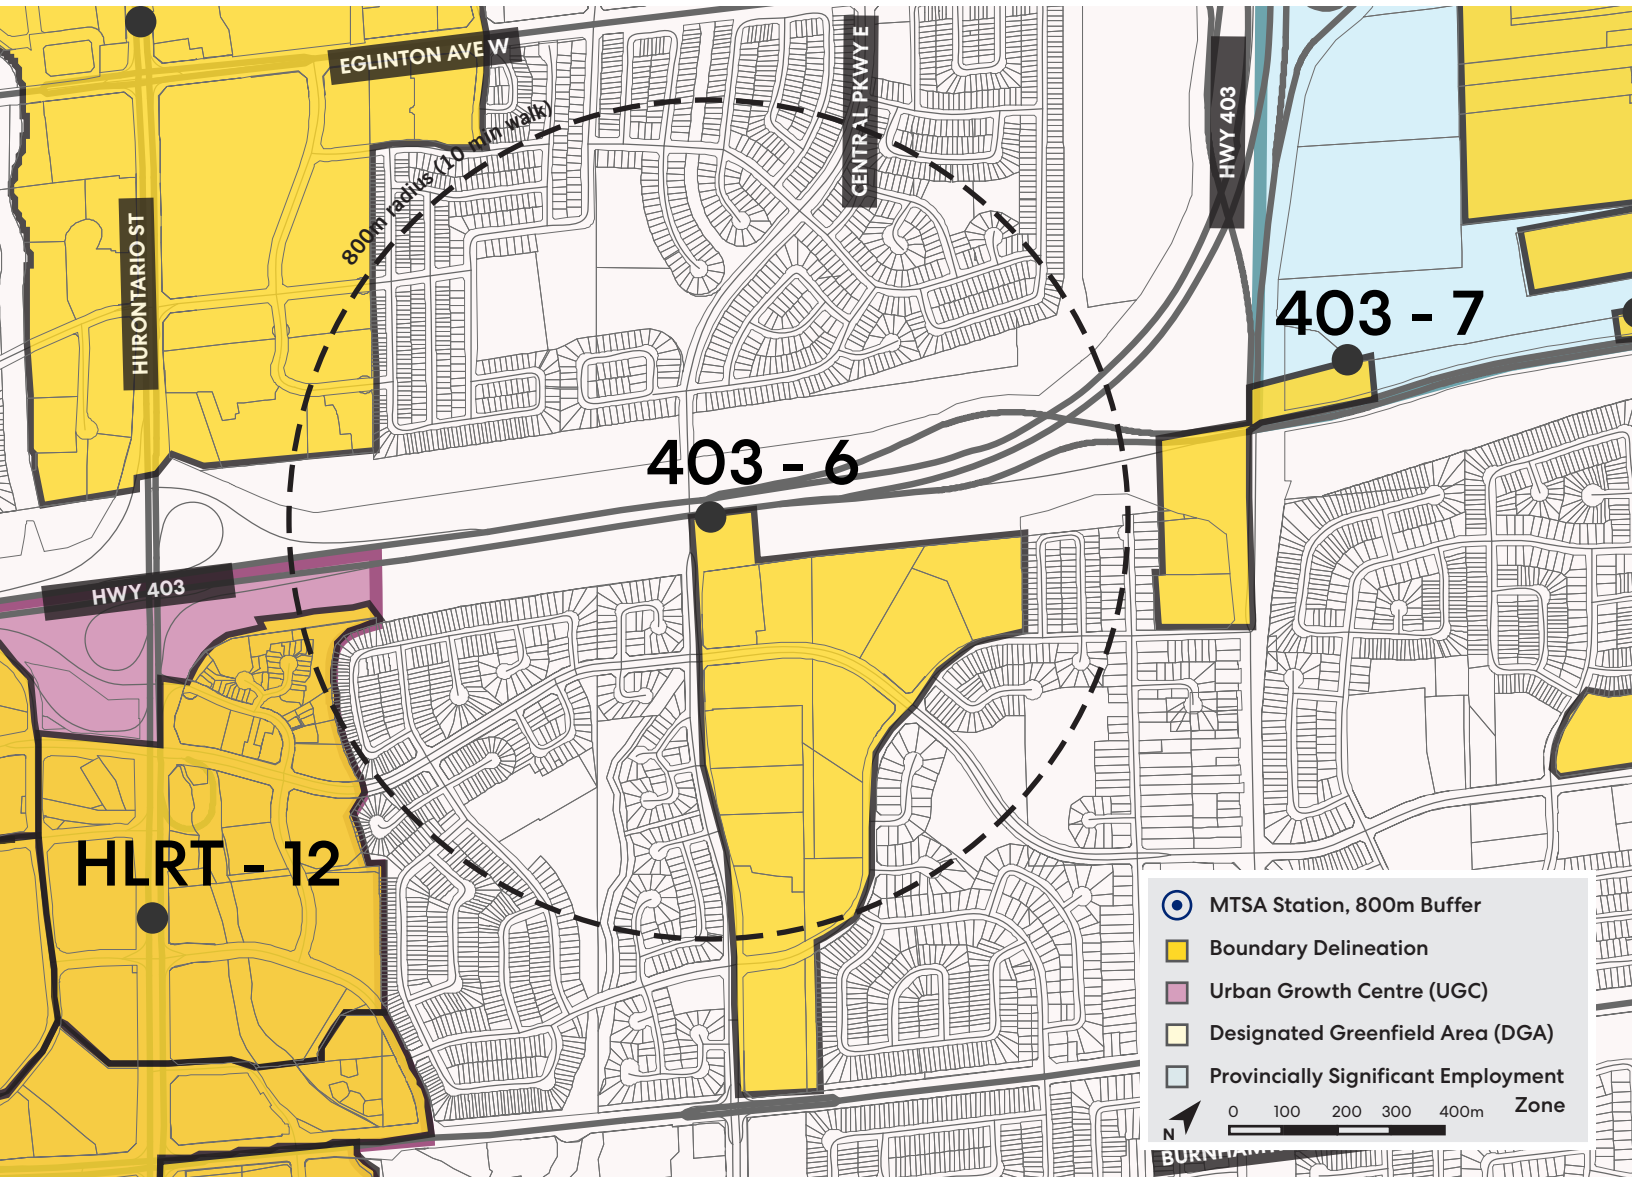 EGLINTON AVE W
CENTRAL PKWY E
HWY 403
800m radius (10 min walk)
HURONTARIO ST
403 - 7
403 - 6
HWY 403
HLRT - 12
MTSA Station, 800m Buffer
Boundary Delineation
Urban Growth Centre (UGC)
Designated Greenfield Area (DGA)
Provincially Significant Employment
Zone
0 100 200 300 400m
N